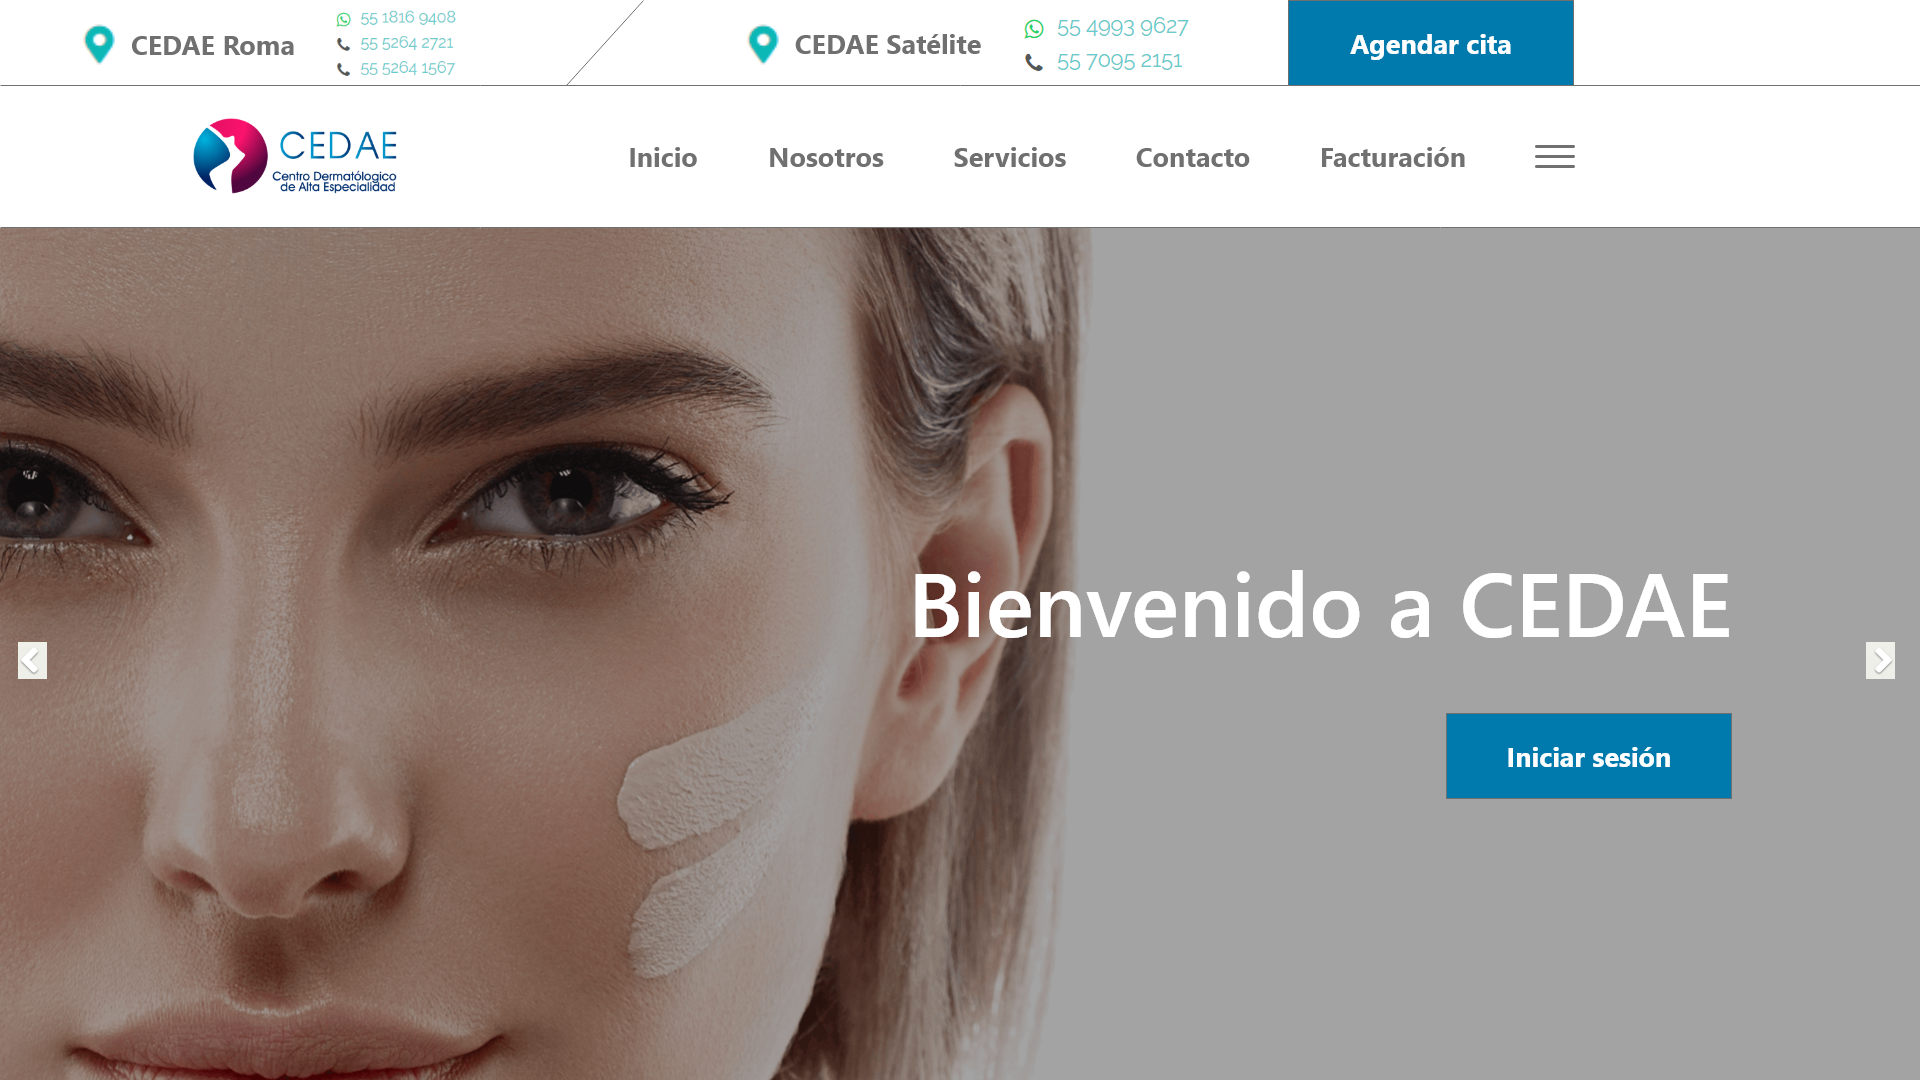 CEDAE Roma
55 1816 9408
55 5264 2721
55 5264 1567
CEDAE Satélite
55 4993 9627
55 7095 2151
Agendar cita
CEDAE
Centro Dermatólogico
de Alta Especialidad
Inicio
Nosotros
Servicios
Contacto
Facturación
Bienvenido a CEDAE
Iniciar sesión